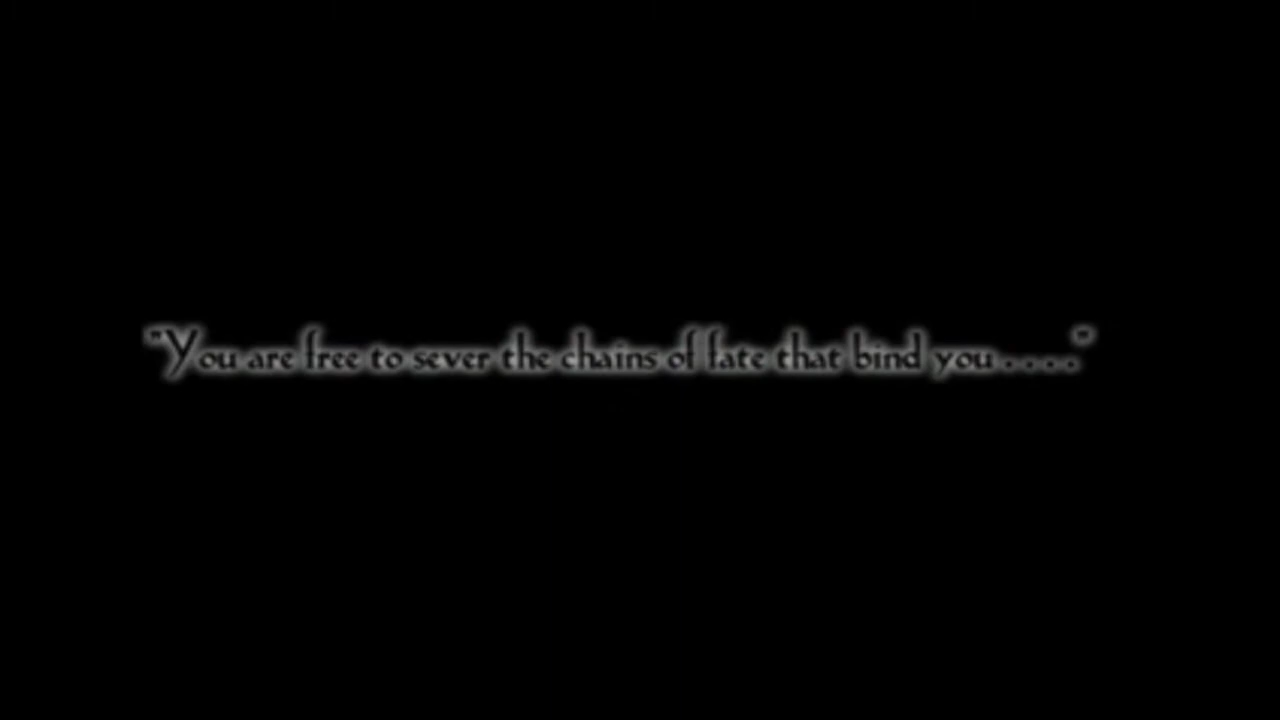 "You are free to sever the chains of fate that bind you . . . ."